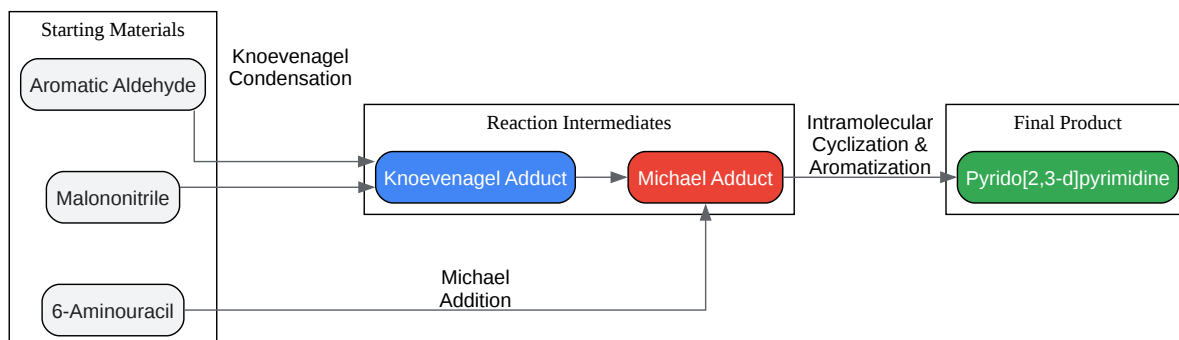 Starting Materials
Aromatic Aldehyde
Malononitrile
6-Aminouracil
Knoevenagel
Condensation
Reaction Intermediates
Knoevenagel Adduct
Michael Adduct
Michael
Addition
Intramolecular
Cyclization &
Aromatization
Final Product
Pyrido[2,3-d]pyrimidine